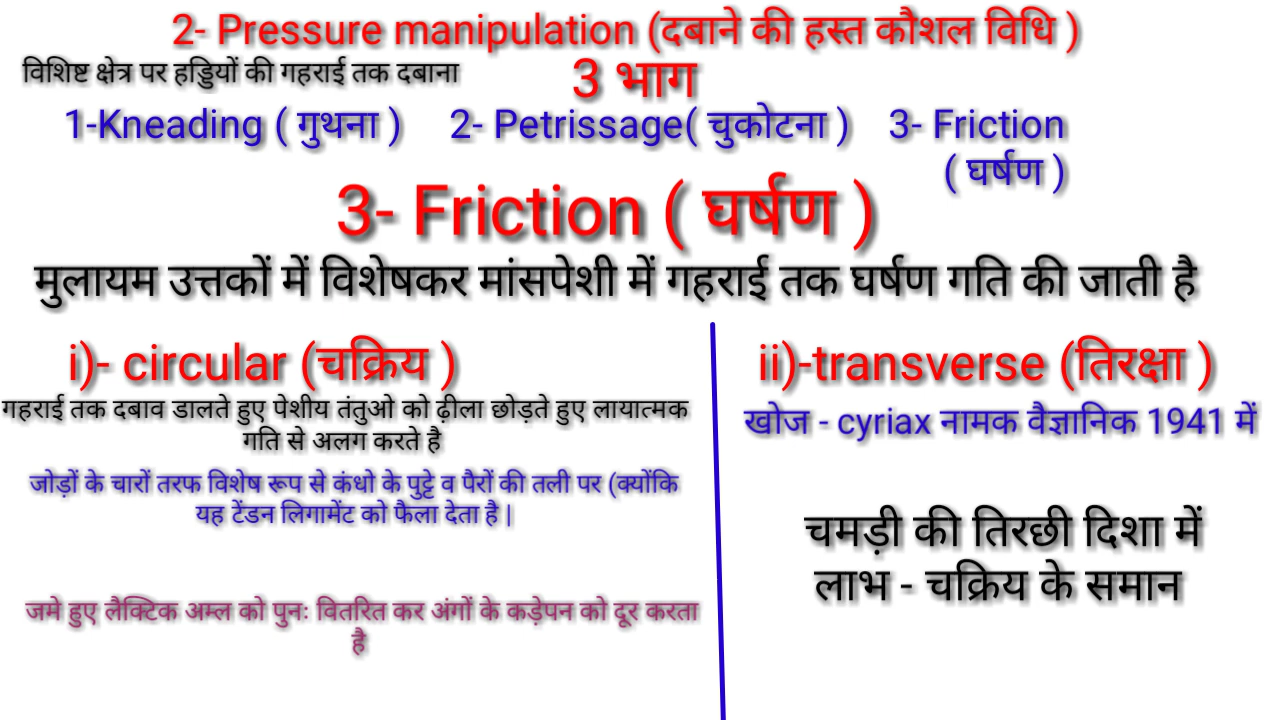 2- Pressure manipulation (दबाने की हस्त कौशल विधि )
विशिष्ट क्षेत्र पर हड्डियों की गहराई तक दबाना
3 भाग
1-Kneading ( गुथना ) 2- Petrissage( चुकोटना ) 3- Friction
( घर्षण )
3- Friction ( घर्षण )
मुलायम उत्तकों में विशेषकर मांसपेशी में गहराई तक घर्षण गति की जाती है
i)- circular (चक्रिय )
गहराई तक दबाव डालते हुए पेशीय तंतुओ को ढ़ीला छोड़ते हुए लायात्मक
गति से अलग करते है
जोड़ों के चारों तरफ विशेष रूप से कंधो के पुट्टे व पैरों की तली पर (क्योंकि
यह टेंडन लिगामेंट को फैला देता है |
जमे हुए लैक्टिक अम्ल को पुनः वितरित कर अंगों के कड़ेपन को दूर करता
है
ii)-transverse (तिरक्षा )
खोज - cyriax नामक वैज्ञानिक 1941 में
चमड़ी की तिरछी दिशा में
लाभ - चक्रिय के समान